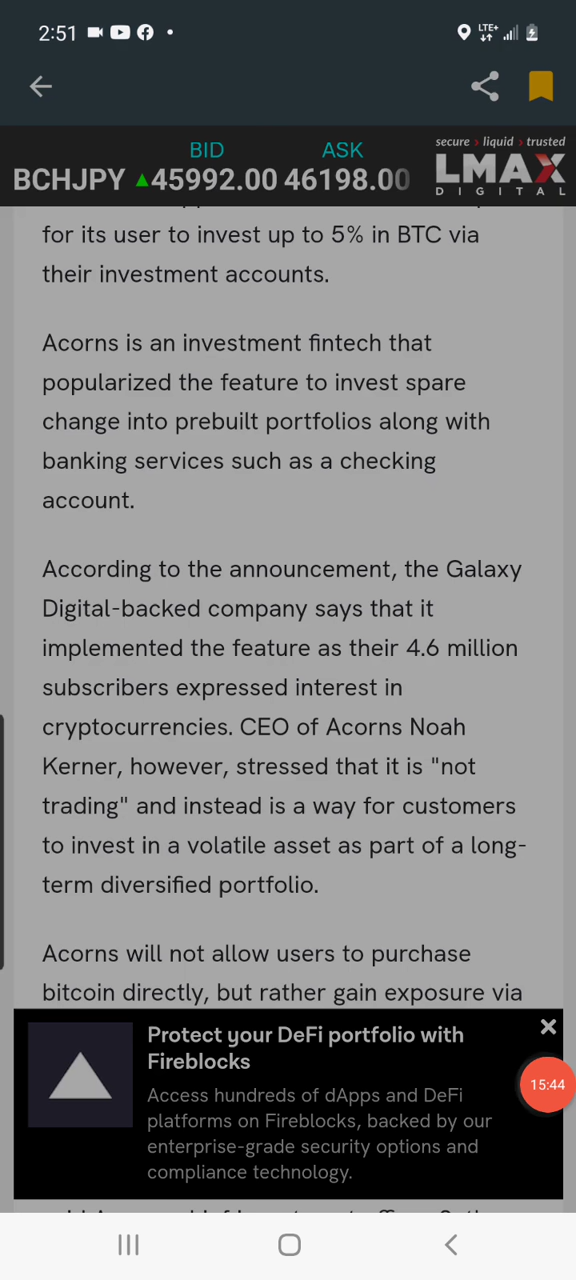 2:51
LTE+
BID ASK
BCHJPY ▲45992.00 46198.00
secure › liquid › trusted
LMAX
DIGITAL
for its user to invest up to 5% in BTC via
their investment accounts.
Acorns is an investment fintech that
popularized the feature to invest spare
change into prebuilt portfolios along with
banking services such as a checking
account.
According to the announcement, the Galaxy
Digital-backed company says that it
implemented the feature as their 4.6 million
subscribers expressed interest in
cryptocurrencies. CEO of Acorns Noah
Kerner, however, stressed that it is "not
trading" and instead is a way for customers
to invest in a volatile asset as part of a long-
term diversified portfolio.
Acorns will not allow users to purchase
bitcoin directly, but rather gain exposure via
Protect your DeFi portfolio with
Fireblocks
Access hundreds of dApps and DeFi
platforms on Fireblocks, backed by our
enterprise-grade security options and
compliance technology.
15:44